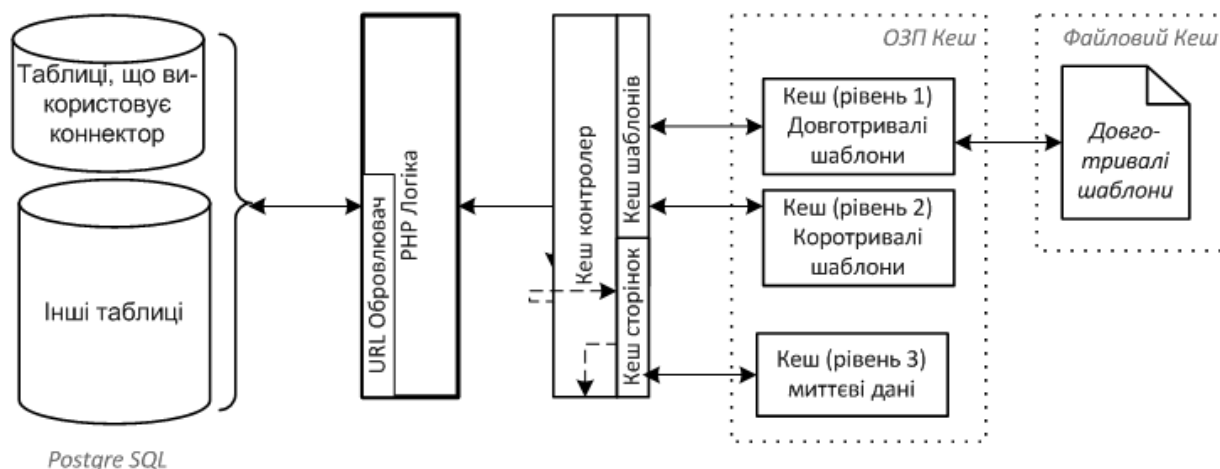 Таблиці, що ви-
користовує
коннектор
Інші таблиці
Postgre SQL
URL Обровлювач
PHP Логіка
Кеш контролер
Кеш шаблонів
Кеш сторінок
ОЗП Кеш
Кеш (рівень 1)
Довготривалі
шаблони
Кеш (рівень 2)
Коротривалі
шаблони
Кеш (рівень 3)
миттєві дані
Файловий Кеш
Довго-
тривалі
шаблони